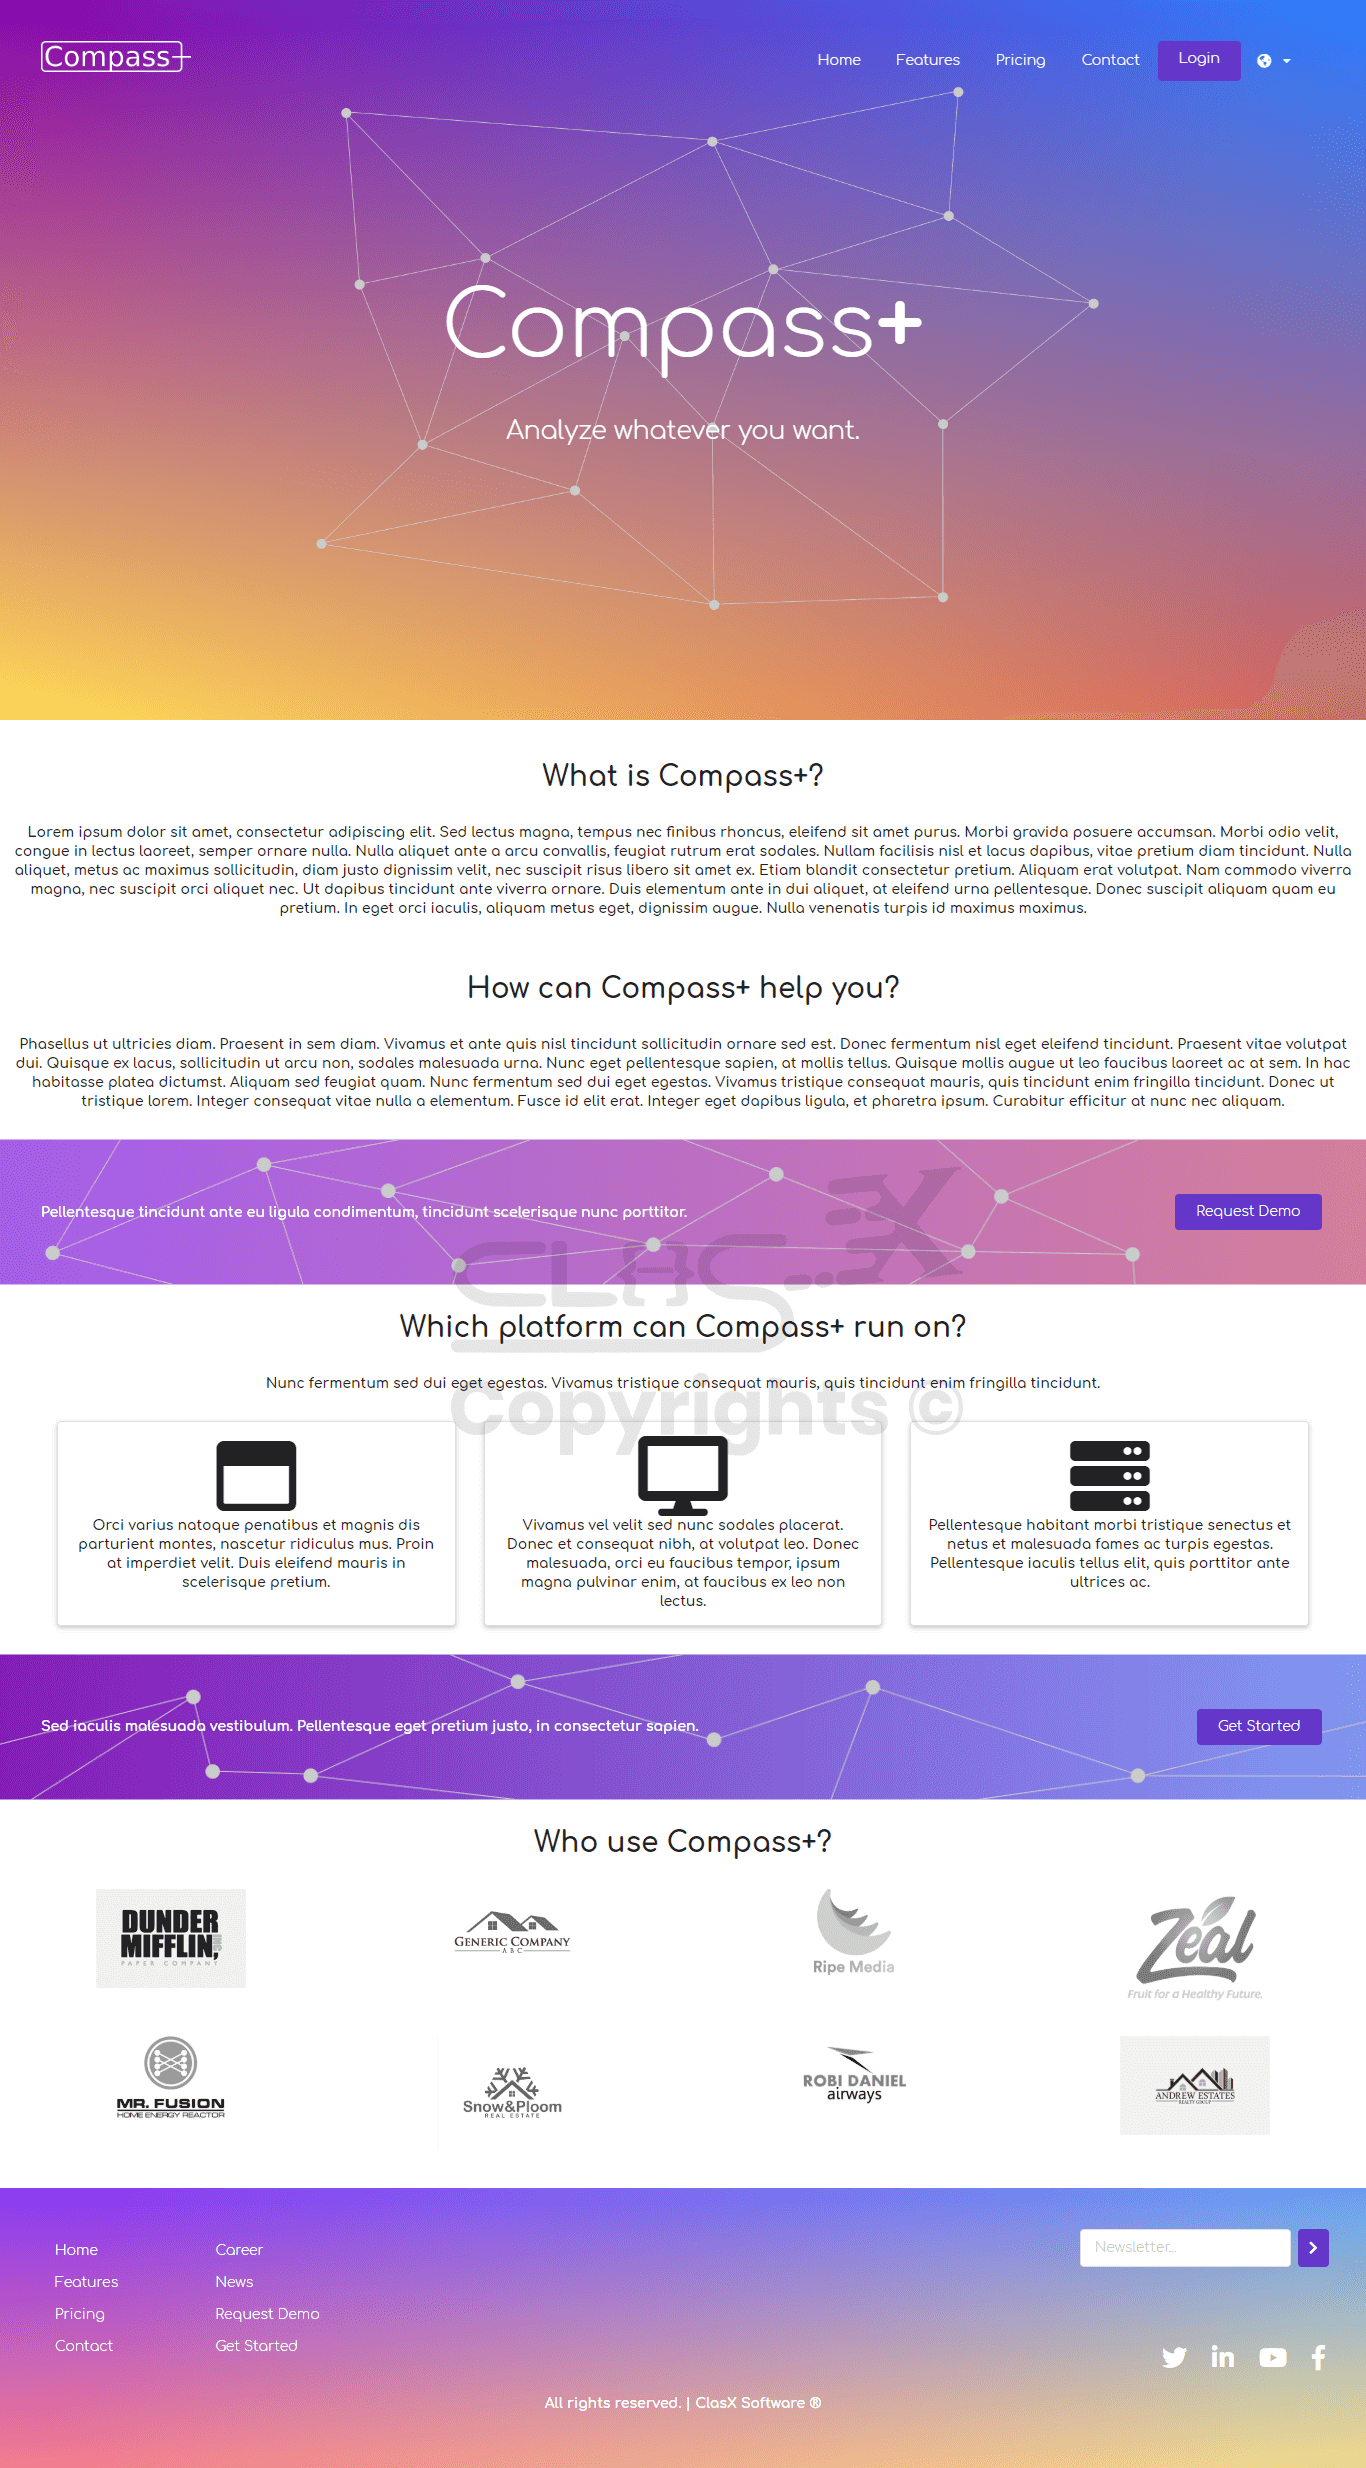 Compass+
Home Features Pricing Contact Login
Compass+
Analyze whatever you want.
What is Compass+?
Lorem ipsum dolor sit amet, consectetur adipiscing elit. Sed lectus magna, tempus nec finibus rhoncus, eleifend sit amet purus. Morbi gravida posuere accumsan. Morbi odio velit,
congue in lectus laoreet, semper ornare nulla. Nulla aliquet ante a arcu convallis, feugiat rutrum erat sodales. Nullam facilisis nisl et lacus dapibus, vitae pretium diam tincidunt. Nulla
aliquet, metus ac maximus sollicitudin, diam justo dignissim velit, nec suscipit risus libero sit amet ex. Etiam blandit consectetur pretium. Aliquam erat volutpat. Nam commodo viverra
magna, nec suscipit orci aliquet nec. Ut dapibus tincidunt ante viverra ornare. Duis elementum ante in dui aliquet, at eleifend urna pellentesque. Donec suscipit aliquam quam eu
pretium. In eget orci iaculis, aliquam metus eget, dignissim augue. Nulla venenatis turpis id maximus maximus.
How can Compass+ help you?
Phasellus ut ultricies diam. Praesent in sem diam. Vivamus et ante quis nisl tincidunt sollicitudin ornare sed est. Donec fermentum nisl eget eleifend tincidunt. Praesent vitae volutpat
dui. Quisque ex lacus, sollicitudin ut arcu non, sodales malesuada urna. Nunc eget pellentesque sapien, at mollis tellus. Quisque mollis augue ut leo faucibus laoreet ac at sem. In hac
habitasse platea dictumst. Aliquam sed feugiat quam. Nunc fermentum sed dui eget egestas. Vivamus tristique consequat mauris, quis tincidunt enim fringilla tincidunt. Donec ut
tristique lorem. Integer consequat vitae nulla a elementum. Fusce id elit erat. Integer eget dapibus ligula, et pharetra ipsum. Curabitur efficitur at nunc nec aliquam.
Pellentesque tincidunt ante eu ligula condimentum, tincidunt scelerisque nunc porttitor.
Request Demo
CLAS...X
Which platform can Compass+ run on?
Nunc fermentum sed dui eget egestas. Vivamus tristique consequat mauris, quis tincidunt enim fringilla tincidunt.
Copyrights ©
Orci varius natoque penatibus et magnis dis
parturient montes, nascetur ridiculus mus. Proin
at imperdiet velit. Duis eleifend mauris in
scelerisque pretium.
Vivamus vel velit sed nunc sodales placerat.
Donec et consequat nibh, at volutpat leo. Donec
malesuada, orci eu faucibus tempor, ipsum
magna pulvinar enim, at faucibus ex leo non
lectus.
Pellentesque habitant morbi tristique senectus et
netus et malesuada fames ac turpis egestas.
Pellentesque iaculis tellus elit, quis porttitor ante
ultrices ac.
Sed iaculis malesuada vestibulum. Pellentesque eget pretium justo, in consectetur sapien.
Get Started
Who use Compass+?
DUNDER
MIFFLIN, INC
PAPER COMPANY
GENERIC COMPANY
ABC
Ripe Media
Zeal
Fruit for a Healthy Future.
MR. FUSION
HOME ENERGY REACTOR
Snow&Ploom
REAL ESTATE
ROBI DANIEL
airways
ANDREW ESTATES
REALTY GROUP
Home
Features
Pricing
Contact
Career
News
Request Demo
Get Started
Newsletter...
All rights reserved. | ClasX Software ®